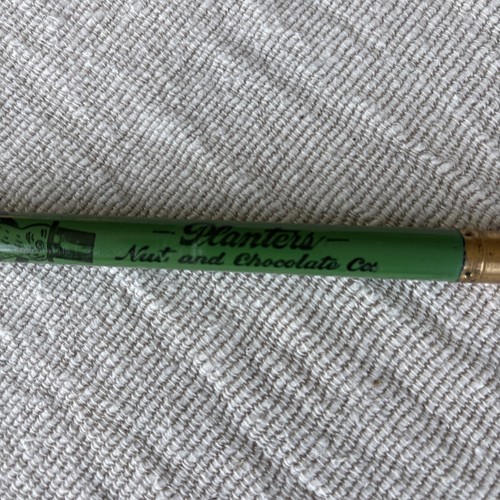 — Planters —
Nut and Chocolate Co.